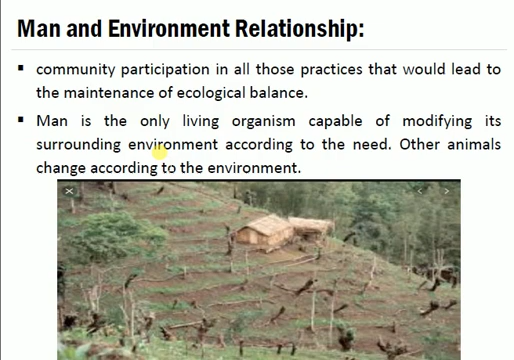 Man and Environment Relationship:
▪ community participation in all those practices that would lead to
the maintenance of ecological balance.
▪ Man is the only living organism capable of modifying its
surrounding environment according to the need. Other animals
change according to the environment.